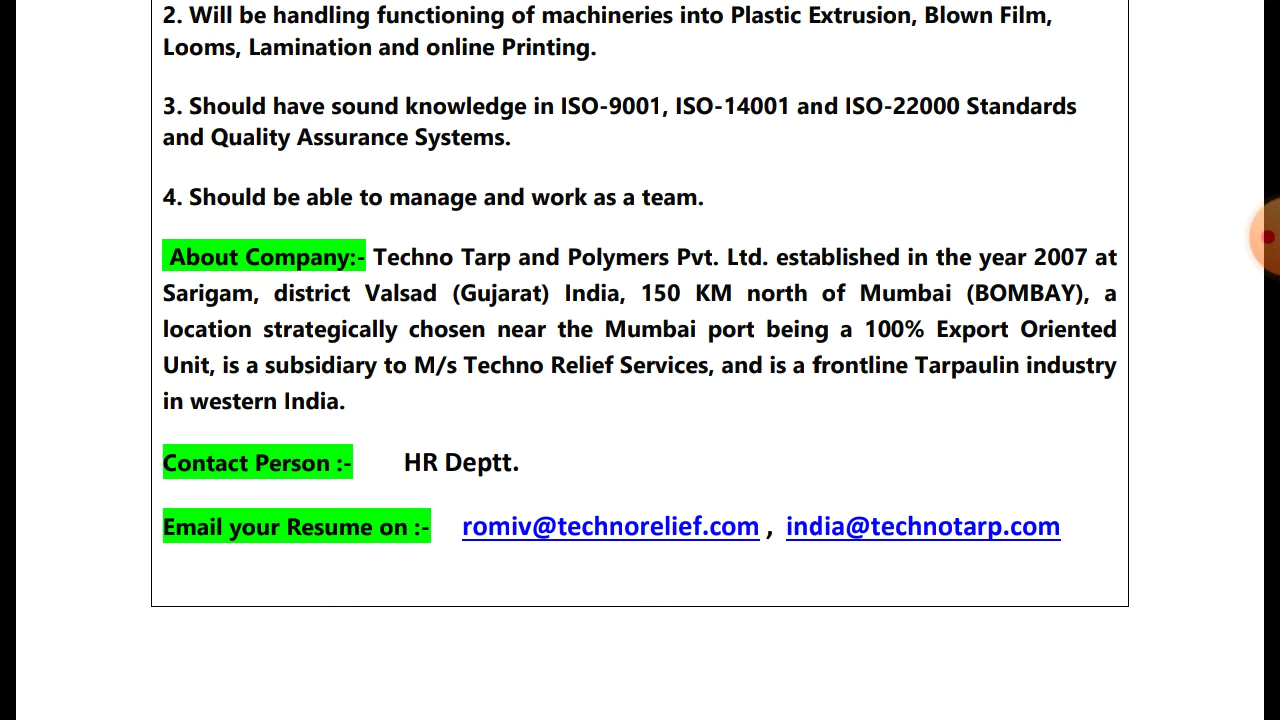 2. Will be handling functioning of machineries into Plastic Extrusion, Blown Film,
Looms, Lamination and online Printing.
3. Should have sound knowledge in ISO-9001, ISO-14001 and ISO-22000 Standards
and Quality Assurance Systems.
4. Should be able to manage and work as a team.
About Company:- Techno Tarp and Polymers Pvt. Ltd. established in the year 2007 at
Sarigam, district Valsad (Gujarat) India, 150 KM north of Mumbai (BOMBAY), a
location strategically chosen near the Mumbai port being a 100% Export Oriented
Unit, is a subsidiary to M/s Techno Relief Services, and is a frontline Tarpaulin industry
in western India.
Contact Person :- HR Deptt.
Email your Resume on :- romiv@technorelief.com , india@technotarp.com